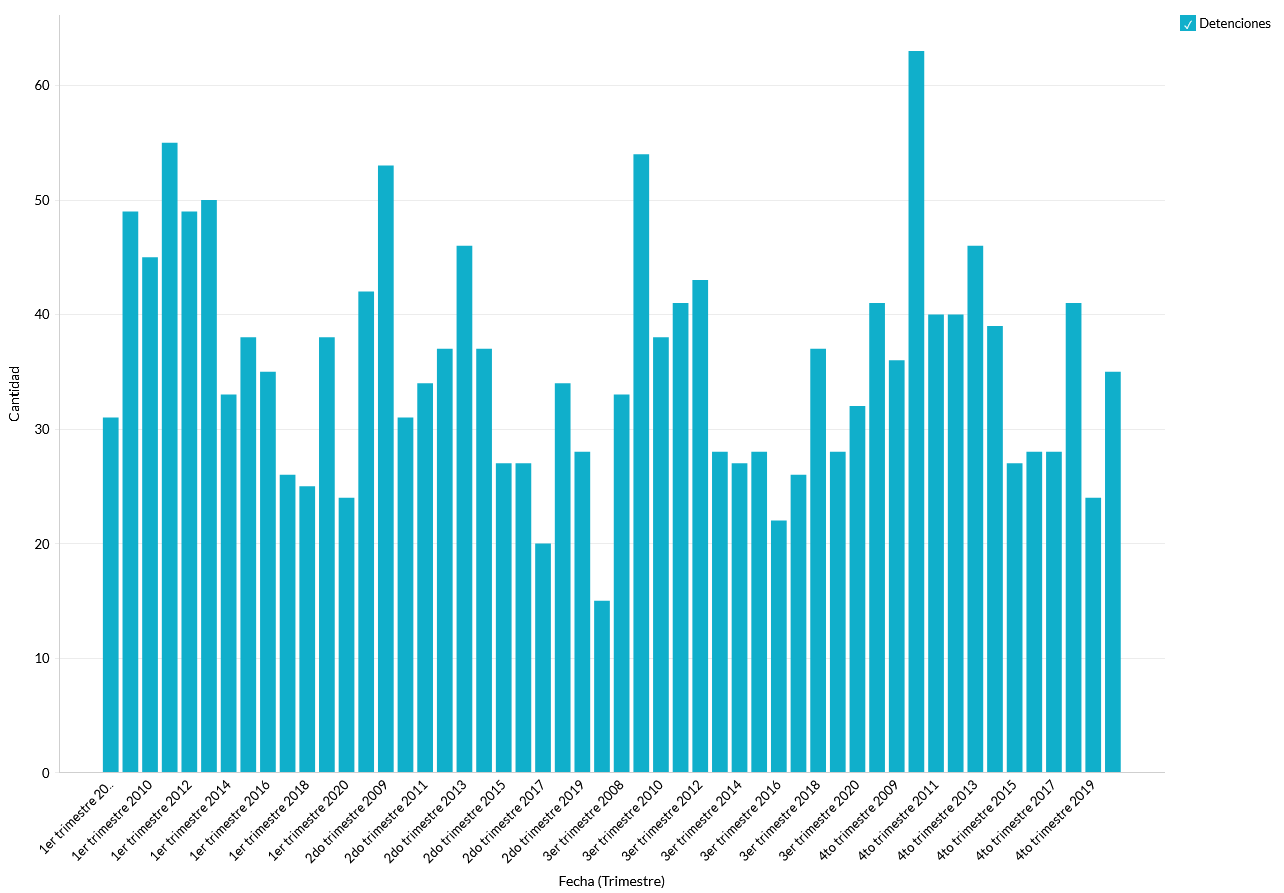 Detenciones
60
50
40
30
20
10
0
Cantidad
1er trimestre 20..
1er trimestre 2010
1er trimestre 2012
1er trimestre 2014
1er trimestre 2016
1er trimestre 2018
1er trimestre 2020
2do trimestre 2009
2do trimestre 2011
2do trimestre 2013
2do trimestre 2015
2do trimestre 2017
2do trimestre 2019
3er trimestre 2008
3er trimestre 2010
3er trimestre 2012
3er trimestre 2014
3er trimestre 2016
3er trimestre 2018
3er trimestre 2020
4to trimestre 2009
4to trimestre 2011
4to trimestre 2013
4to trimestre 2015
4to trimestre 2017
4to trimestre 2019
Fecha (Trimestre)